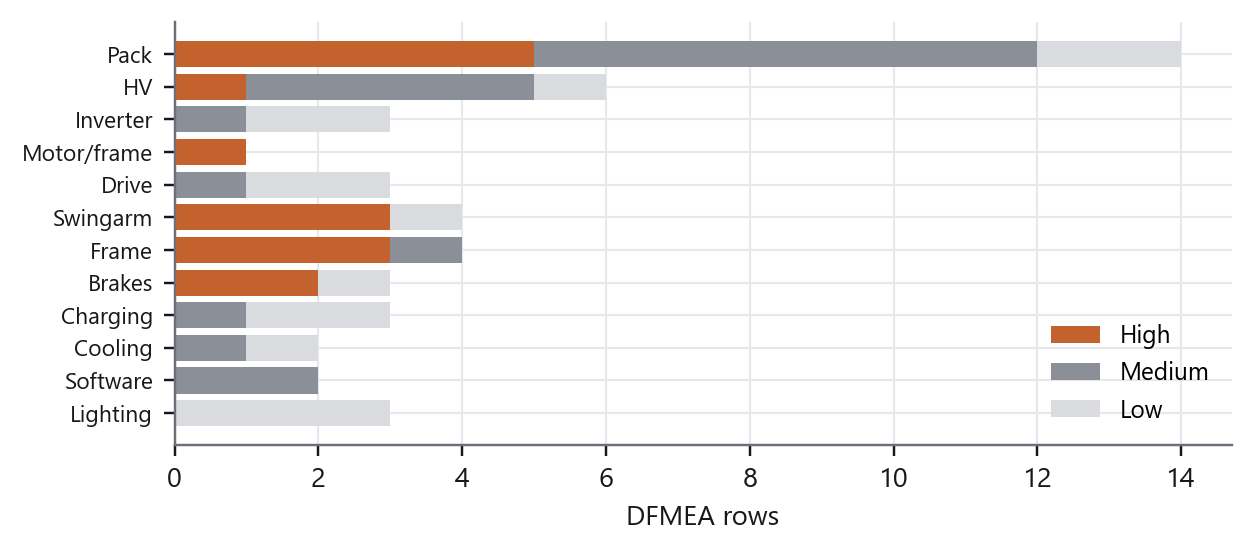 Pack
HV
Inverter
Motor/frame
Drive
Swingarm
Frame
Brakes
Charging
Cooling
Software
Lighting
High
Medium
Low
0 2 4 6 8 10 12 14
DFMEA rows